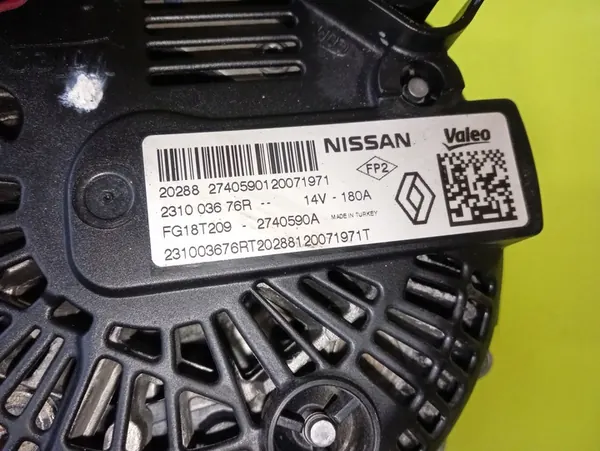 NISSAN Valeo
20288 2740590120071971 FP2
2310 036 76R -- 14V - 180A
FG18T209 - 2740590A MADE IN TURKEY
231003676RT20288120071971T